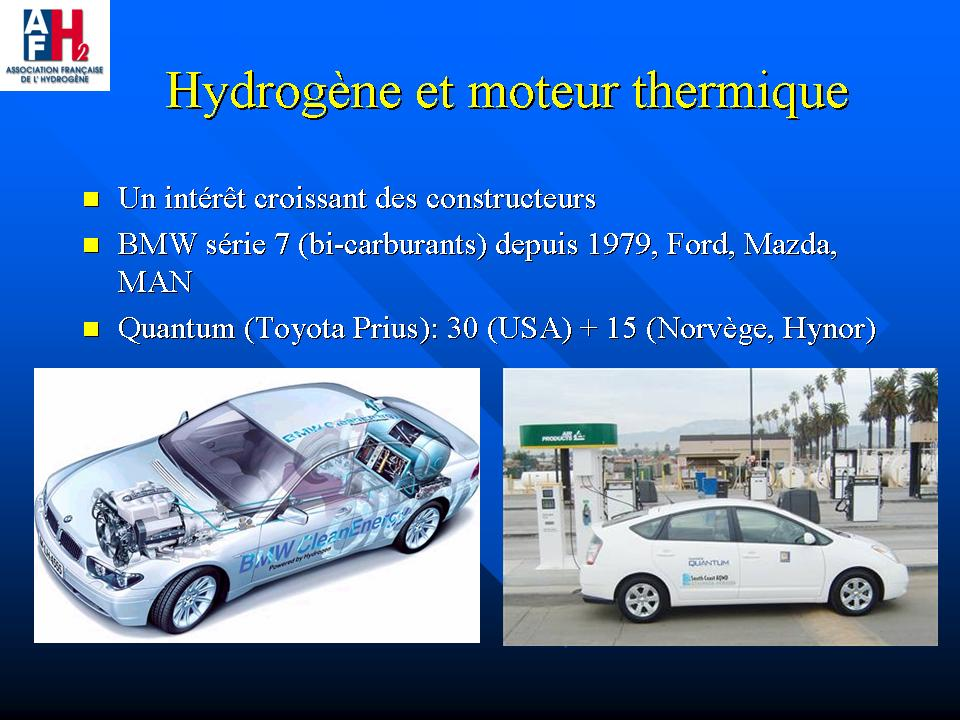 AFH2
ASSOCIATION FRANÇAISE
DE L' HYDROGÈNE
Hydrogène et moteur thermique
Un intérêt croissant des constructeurs
BMW série 7 (bi-carburants) depuis 1979, Ford, Mazda,
MAN
Quantum (Toyota Prius): 30 (USA) + 15 (Norvège, Hynor)
BMW CleanEnergy
BMW CleanEnergy
Powered by Hydrogen
AIR
PRODUCTS
QUANTUM
South Coast AQMD